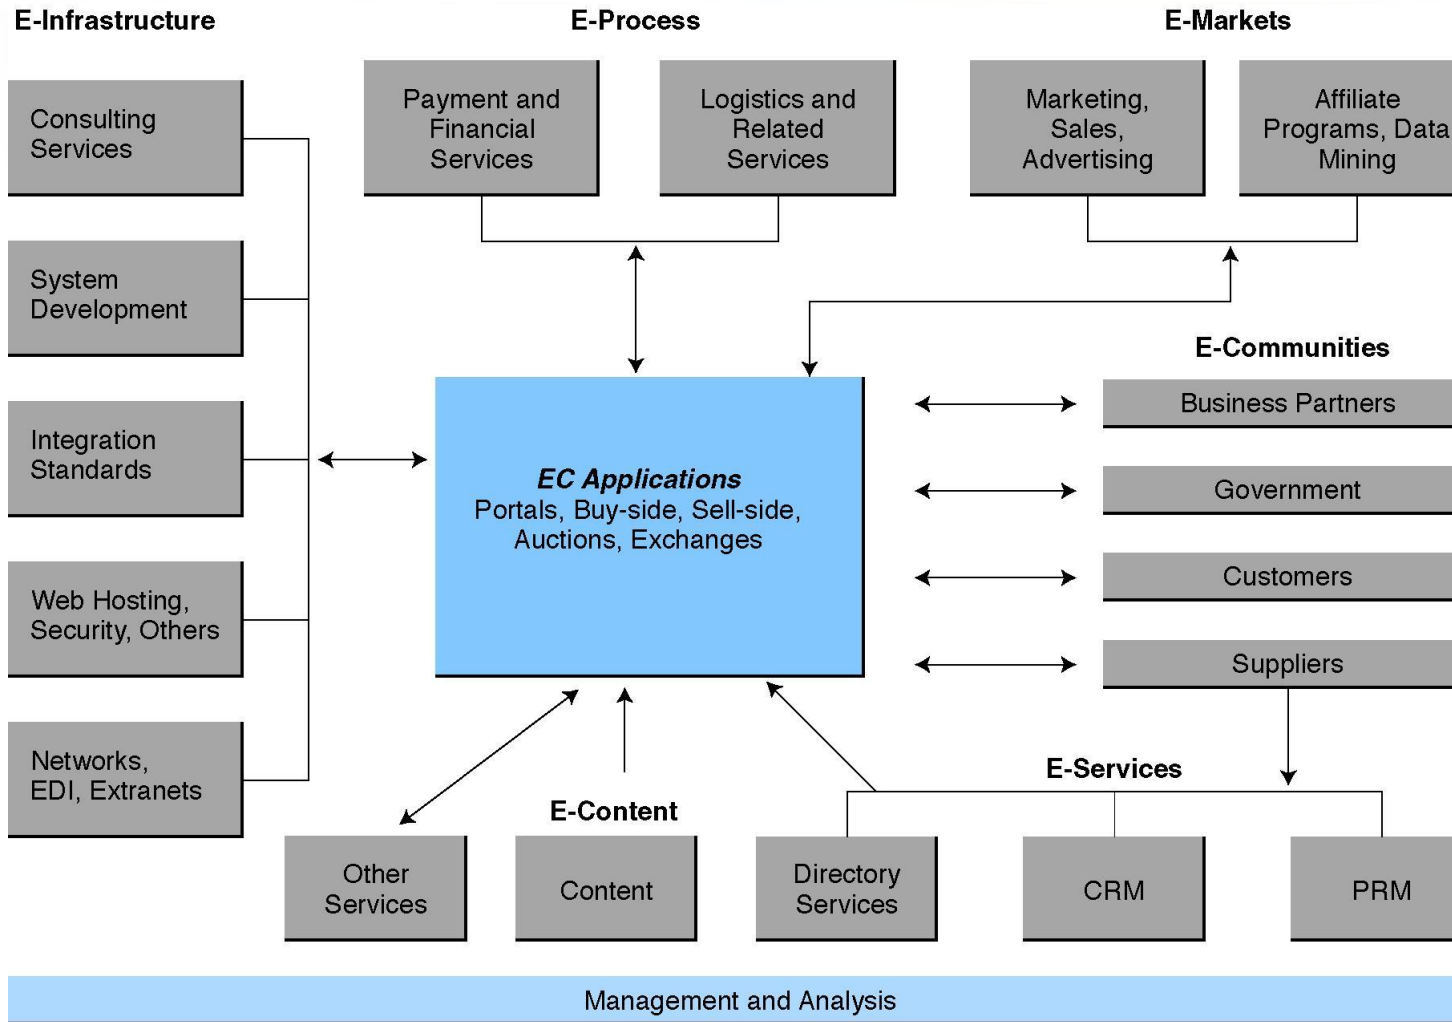 E-Infrastructure
E-Process
E-Markets
Consulting
Services
Payment and
Financial
Services
Logistics and
Related
Services
Marketing,
Sales,
Advertising
Affiliate
Programs, Data
Mining
System
Development
E-Communities
Business Partners
Integration
Standards
EC Applications
Portals, Buy-side, Sell-side,
Auctions, Exchanges
Government
Customers
Web Hosting,
Security, Others
Suppliers
Networks,
EDI, Extranets
E-Services
E-Content
Other
Services
Content
Directory
Services
CRM
PRM
Management and Analysis